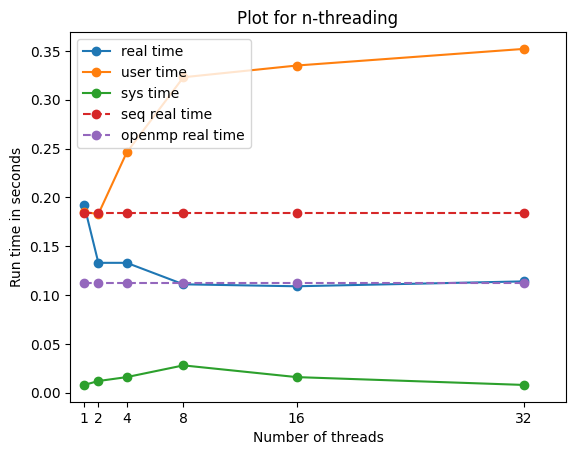 Plot for n-threading
real time
user time
sys time
seq real time
openmp real time
Run time in seconds
0.35
0.30
0.25
0.20
0.15
0.10
0.05
0.00
1 2 4 8 16 32
Number of threads